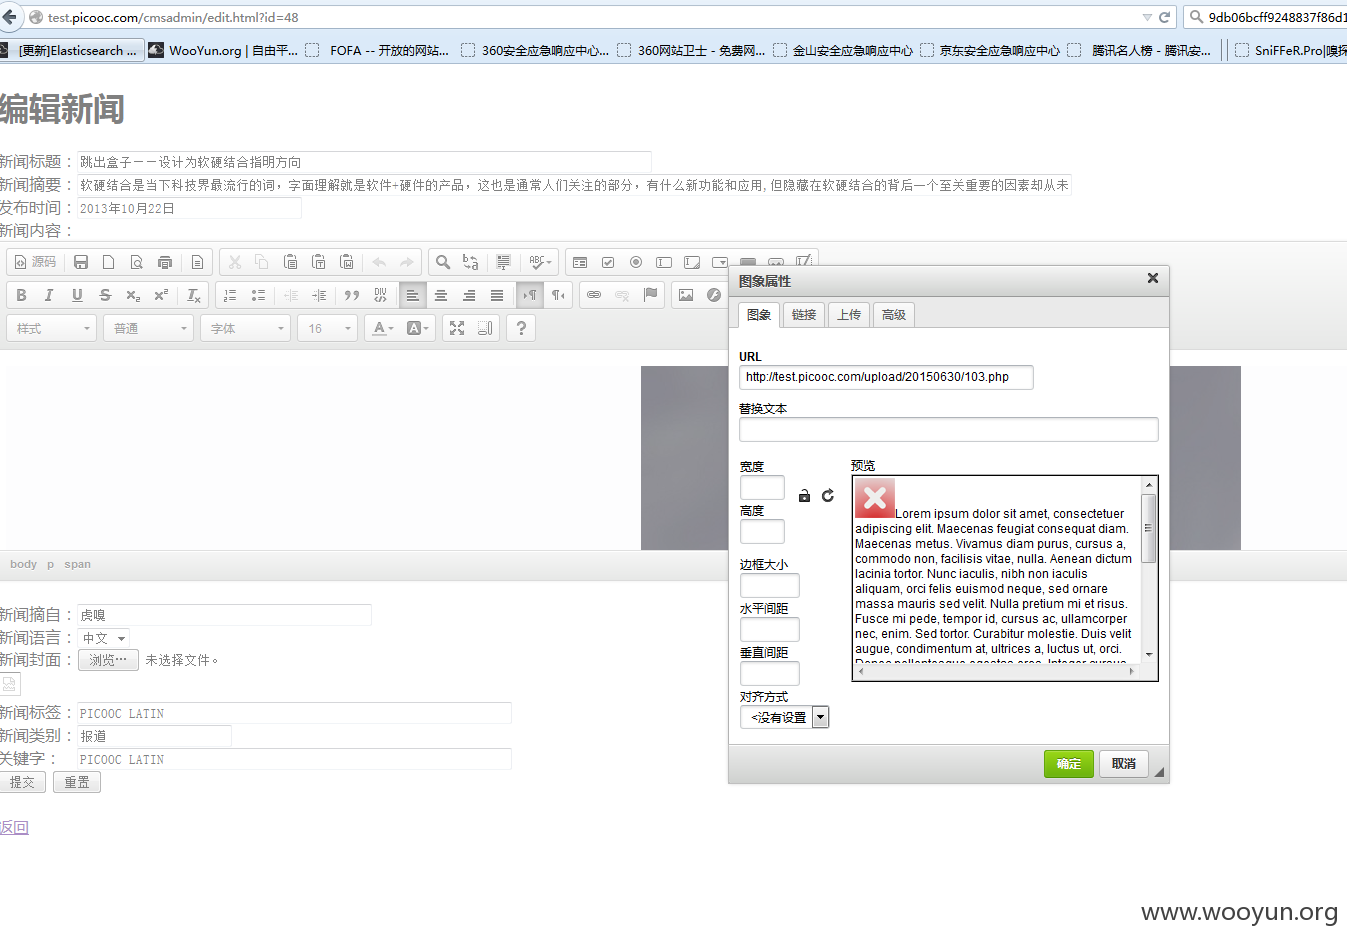 test.picooc.com/cmsadmin/edit.html?id=48
9db06bcff9248837f86d1
[更新]Elasticsearch ...
WooYun.org | 自由平...
FOFA -- 开放的网站...
360安全应急响应中心...
360网站卫士 - 免费网...
金山安全应急响应中心
京东安全应急响应中心
腾讯名人榜 - 腾讯安...
SniFFeR.Pro|嗅探
编辑新闻
新闻标题：
跳出盒子－－设计为软硬结合指明方向
新闻摘要：
软硬结合是当下科技界最流行的词，字面理解就是软件+硬件的产品，这也是通常人们关注的部分，有什么新功能和应用,但隐藏在软硬结合的背后一个至关重要的因素却从未
发布时间：
2013年10月22日
新闻内容：
源码
样式
普通
字体
16
body p span
图象属性
图象
链接
上传
高级
URL
http://test.picooc.com/upload/20150630/103.php
替换文本
宽度
高度
边框大小
水平间距
垂直间距
对齐方式
<没有设置
预览
Lorem ipsum dolor sit amet, consectetuer
adipiscing elit. Maecenas feugiat consequat diam.
Maecenas metus. Vivamus diam purus, cursus a,
commodo non, facilisis vitae, nulla. Aenean dictum
lacinia tortor. Nunc iaculis, nibh non iaculis
aliquam, orci felis euismod neque, sed ornare
massa mauris sed velit. Nulla pretium mi et risus.
Fusce mi pede, tempor id, cursus ac, ullamcorper
nec, enim. Sed tortor. Curabitur molestie. Duis velit
augue, condimentum at, ultrices a, luctus ut, orci.
Donec pellentesque egestas eros. Integer cursus
确定
取消
新闻摘自：
虎嗅
新闻语言：
中文
新闻封面：
浏览…
未选择文件。
新闻标签：
PICOOC LATIN
新闻类别：
报道
关键字：
PICOOC LATIN
提交
重置
返回
www.wooyun.org